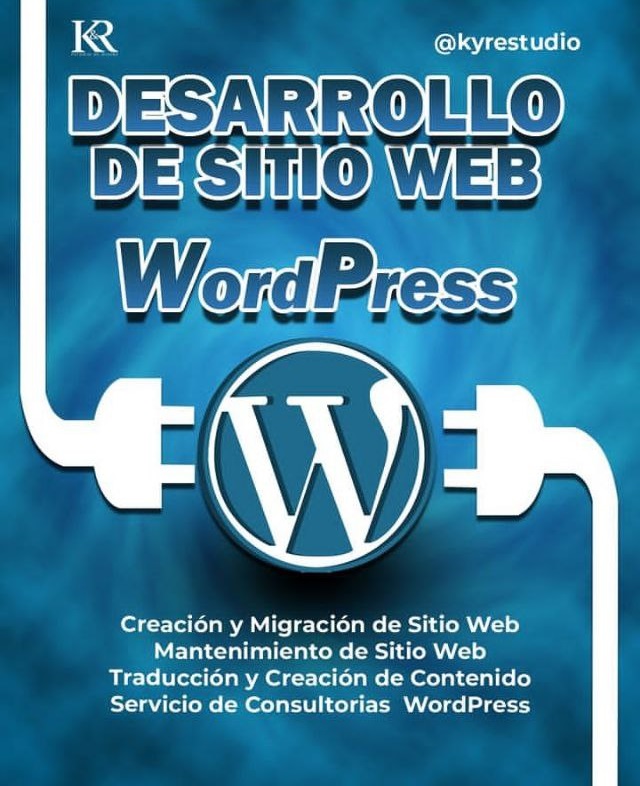 K&R
@kyrestudio
DESARROLLO
DE SITIO WEB
WordPress
W
Creación y Migración de Sitio Web
Mantenimiento de Sitio Web
Traducción y Creación de Contenido
Servicio de Consultorias WordPress